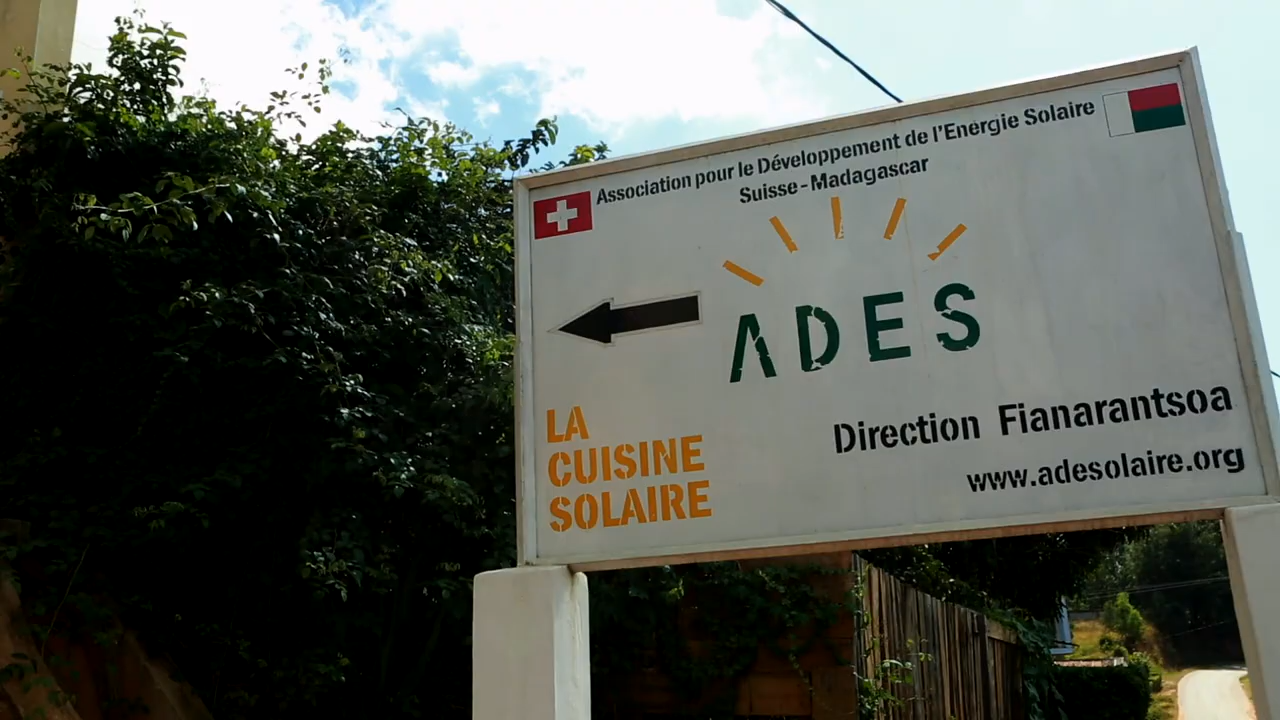 Association pour le Développement de l'Energie Solaire
Suisse-Madagascar
ADES
LA
CUISINE
SOLAIRE
Direction Fianarantsoa
www.adesolaire.org